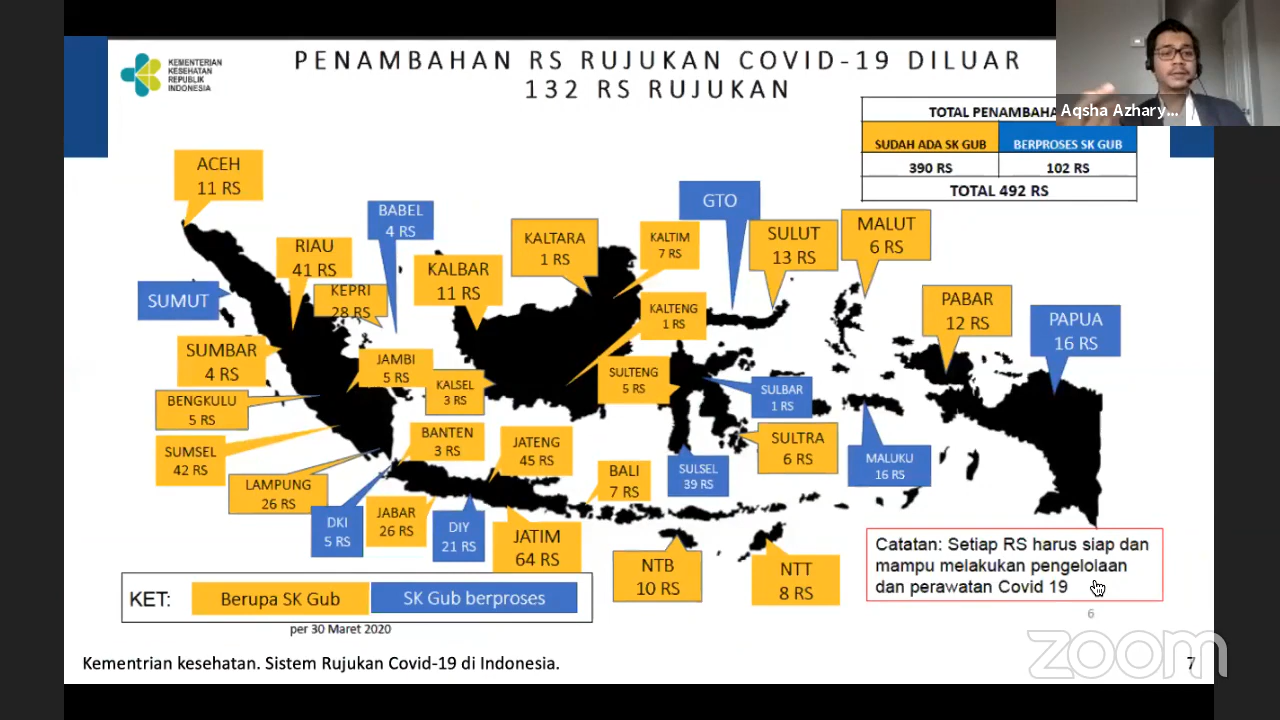 KEMENTERIAN
KESEHATAN
REPUBLIK
INDONESIA
PENAMBAHAN RS RUJUKAN COVID-19 DILUAR
132 RS RUJUKAN
Aqsha Azhary...
TOTAL PENAMBAHA
SUDAH ADA SK GUB
BERPROSES SK GUB
390 RS
102 RS
TOTAL 492 RS
ACEH
11 RS
BABEL
4 RS
RIAU
41 RS
KEPRI
28 RS
SUMUT
KALBAR
11 RS
KALTARA
1 RS
KALTIM
7 RS
GTO
SULUT
13 RS
MALUT
6 RS
PABAR
12 RS
PAPUA
16 RS
KALTENG
1 RS
SUMBAR
4 RS
JAMBI
5 RS
KALSEL
3 RS
SULTENG
5 RS
SULBAR
1 RS
BENGKULU
5 RS
SUMSEL
42 RS
BANTEN
3 RS
JATENG
45 RS
SULTRA
6 RS
MALUKU
16 RS
LAMPUNG
26 RS
BALI
7 RS
SULSEL
39 RS
DKI
5 RS
JABAR
26 RS
DIY
21 RS
JATIM
64 RS
NTB
10 RS
NTT
8 RS
Catatan: Setiap RS harus siap dan
mampu melakukan pengelolaan
dan perawatan Covid 19
KET:
Berupa SK Gub
SK Gub berproses
6
per 30 Maret 2020
Kementrian kesehatan. Sistem Rujukan Covid-19 di Indonesia.
zoom
7